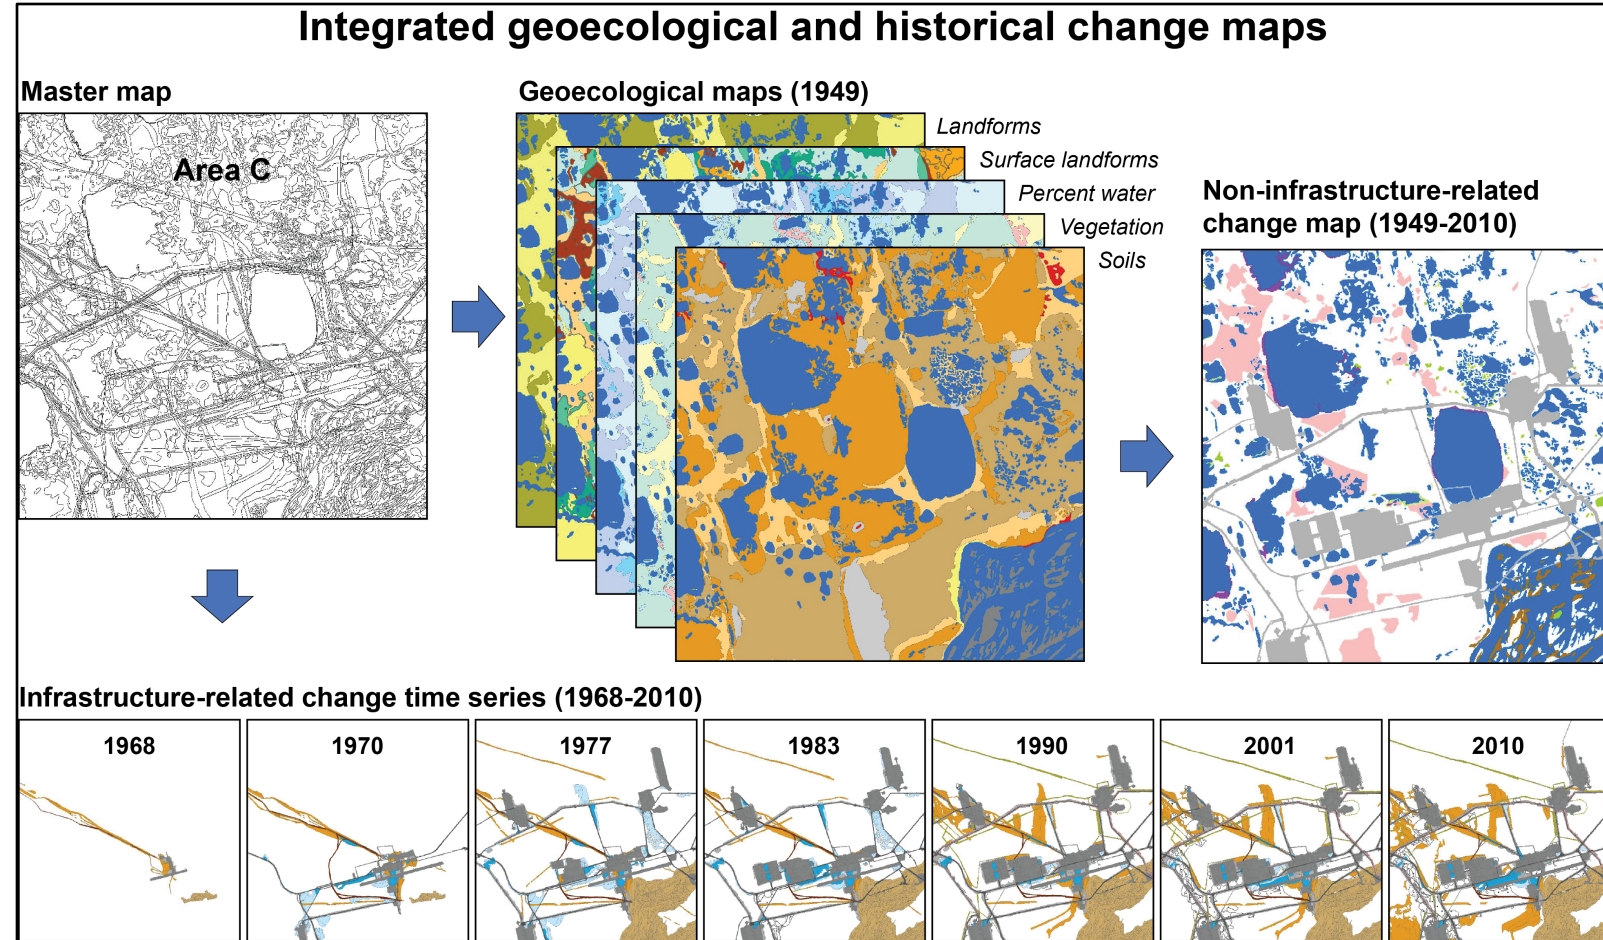 Integrated geoecological and historical change maps
Master map
Area C
Geoecological maps (1949)
Landforms
Surface landforms
Percent water
Vegetation
Soils
Non-infrastructure-related
change map (1949-2010)
Infrastructure-related change time series (1968-2010)
1968
1970
1977
1983
1990
2001
2010